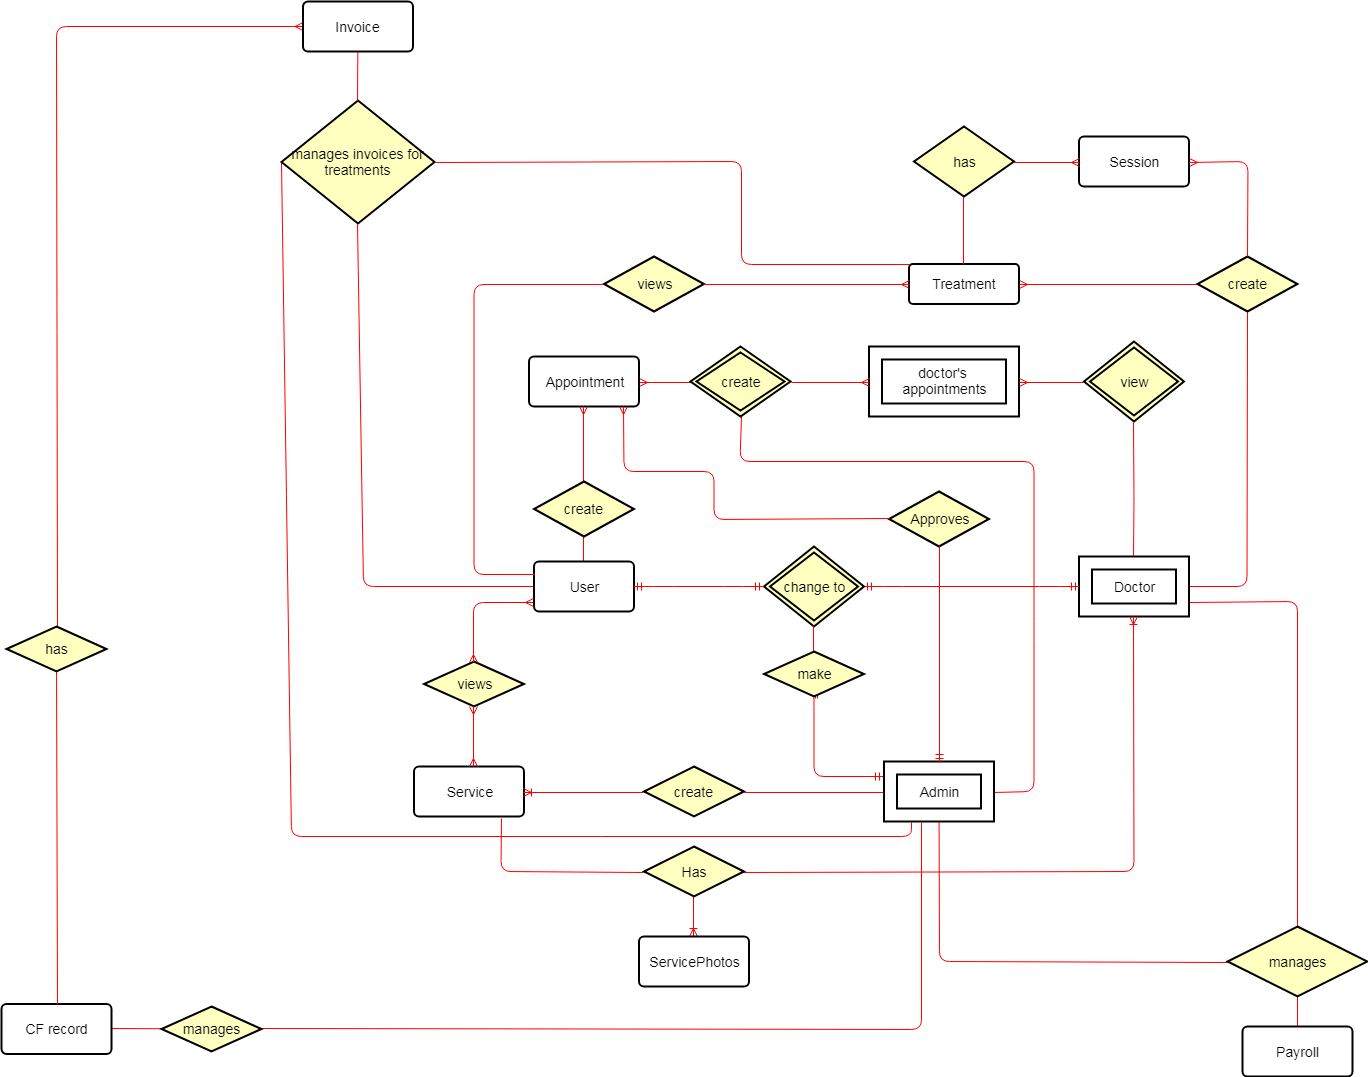 Invoice
manages invoices for
treatments
has
Session
views
Treatment
create
Appointment
create
doctor's
appointments
view
create
Approves
User
change to
Doctor
has
views
make
Service
create
Admin
Has
ServicePhotos
manages
CF record
manages
Payroll